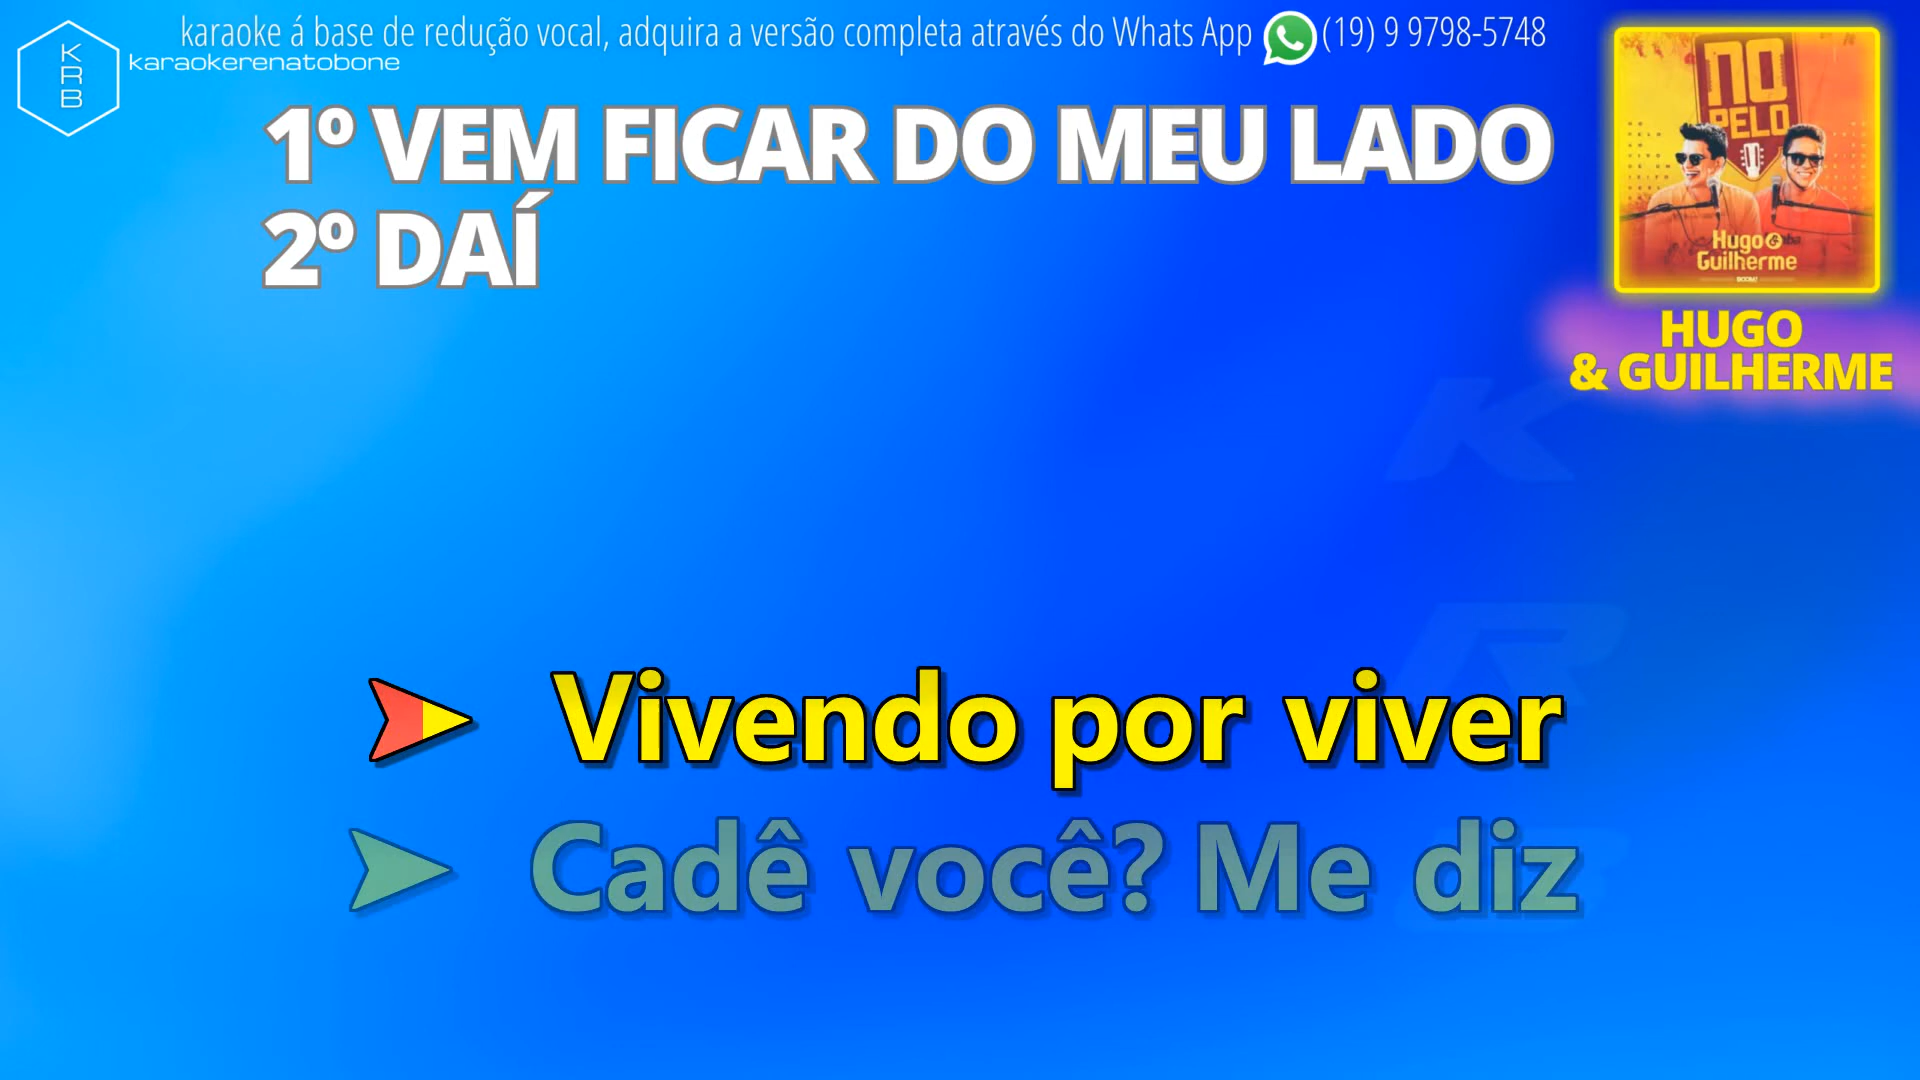 karaoke á base de redução vocal, adquira a versão completa através do Whats App (19) 9 9798-5748
KRB
karaokerenatobone
1º VEM FICAR DO MEU LADO
2º DAÍ
NO
PELO
Hugo &
Guilherme
HUGO
& GUILHERME
K
R
Vivendo por viver
Cadê você? Me diz